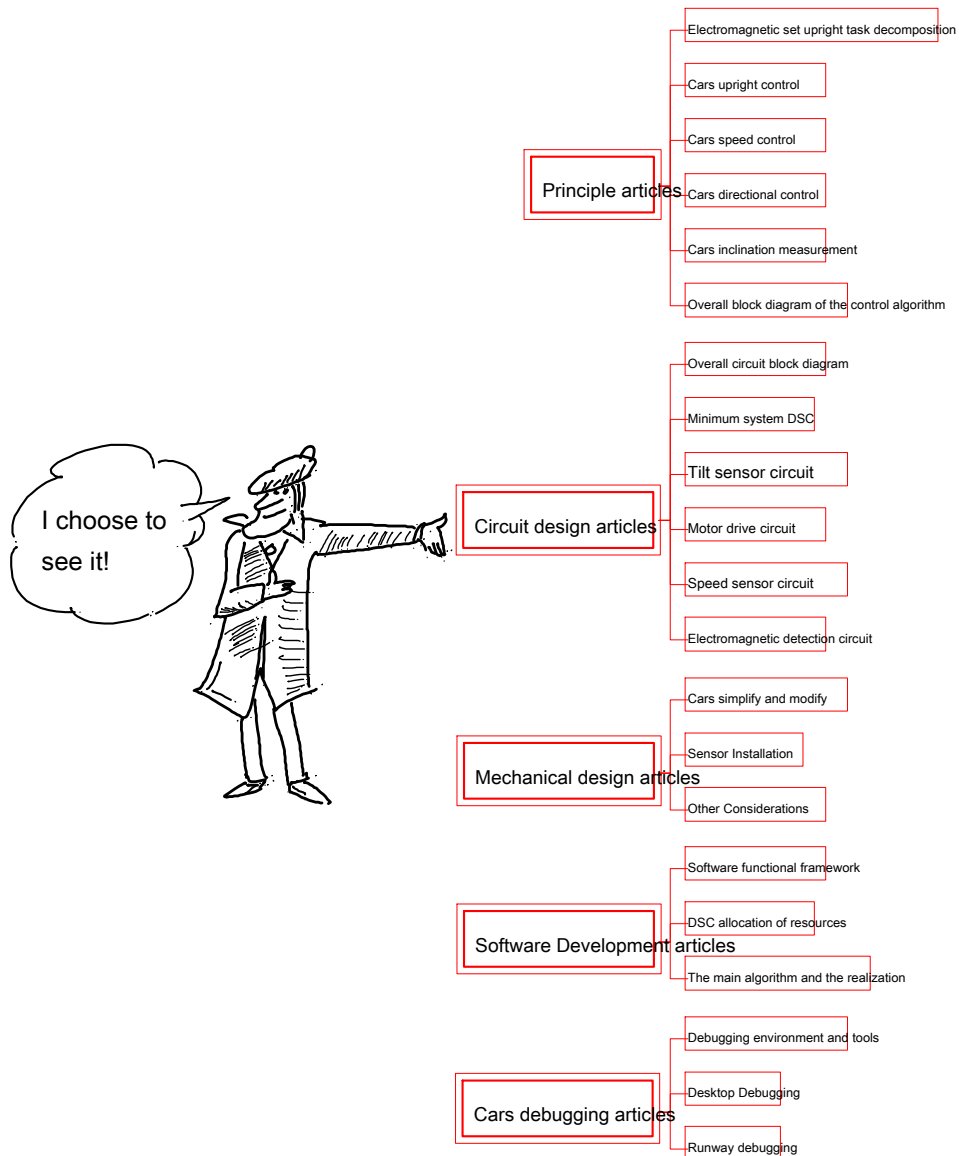 Electromagnetic set upright task decomposition
Cars upright control
Cars speed control
Principle articles
Cars directional control
Cars inclination measurement
Overall block diagram of the control algorithm
Overall circuit block diagram
Minimum system DSC
Tilt sensor circuit
I choose to
see it!
Circuit design articles
Motor drive circuit
Speed sensor circuit
Electromagnetic detection circuit
Cars simplify and modify
Sensor Installation
Mechanical design articles
Other Considerations
Software functional framework
DSC allocation of resources
Software Development articles
The main algorithm and the realization
Debugging environment and tools
Desktop Debugging
Cars debugging articles
Runway debugging